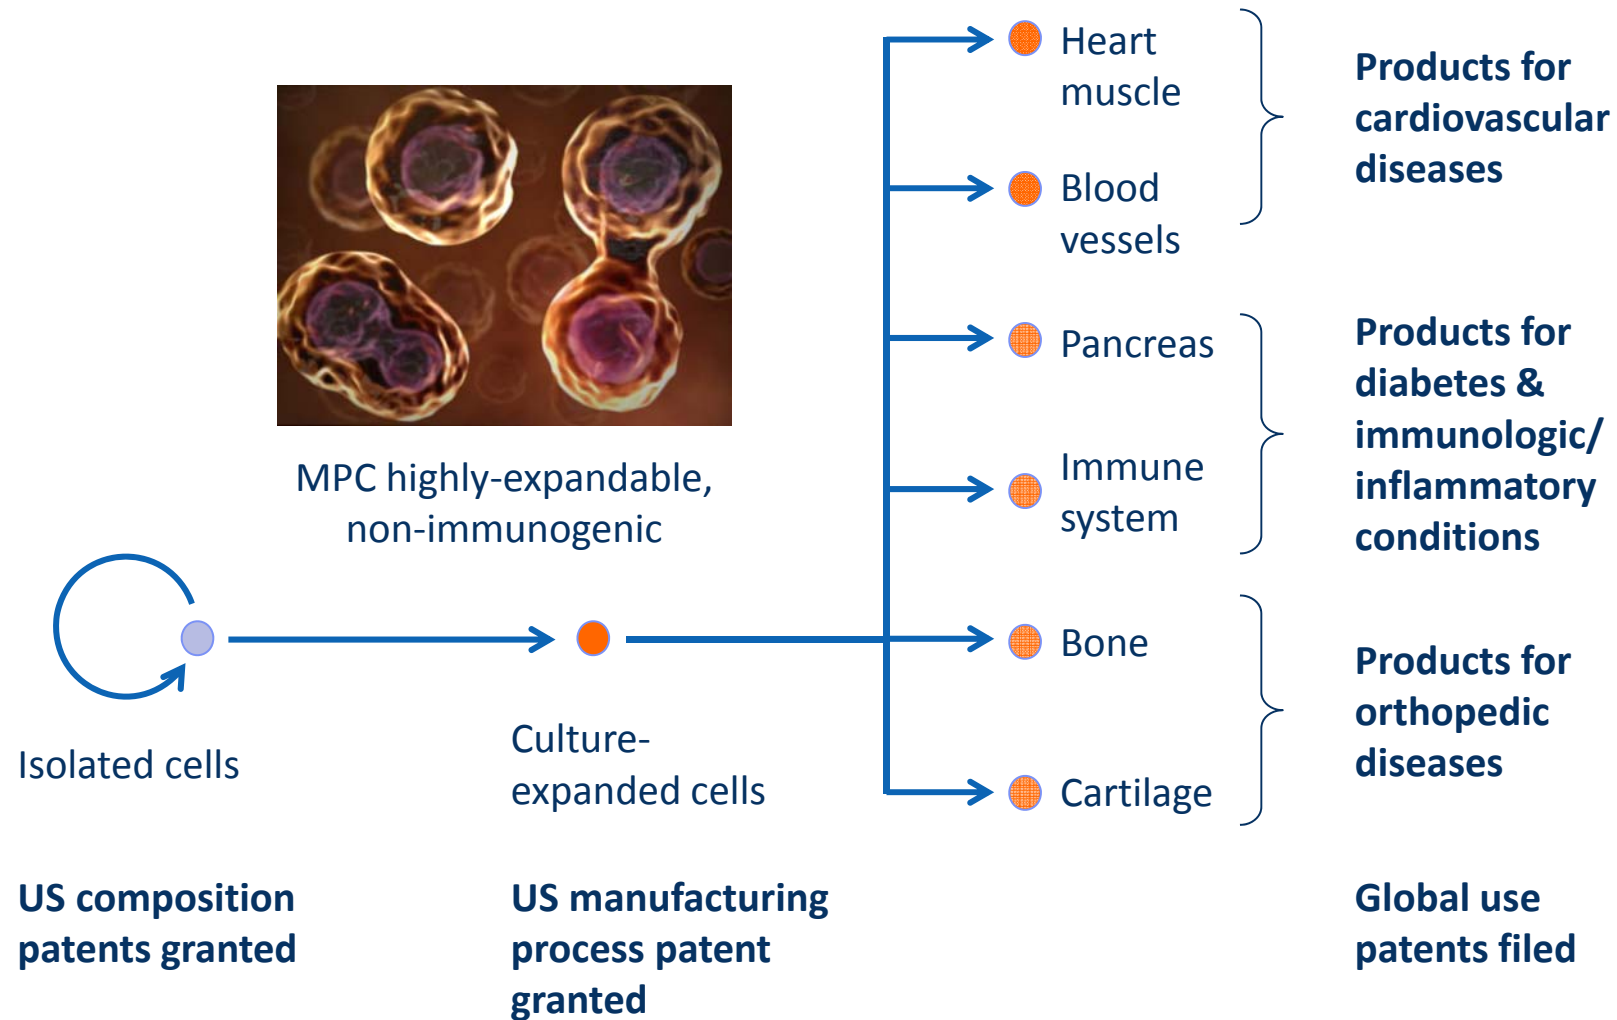 Heart
muscle
Blood
vessels
Products for
cardiovascular
diseases
Pancreas
Immune
system
Products for
diabetes &
immunologic/
inflammatory
conditions
MPC highly-expandable,
non-immunogenic
Bone
Cartilage
Products for
orthopedic
diseases
Isolated cells
Culture-
expanded cells
US composition
patents granted
US manufacturing
process patent
granted
Global use
patents filed